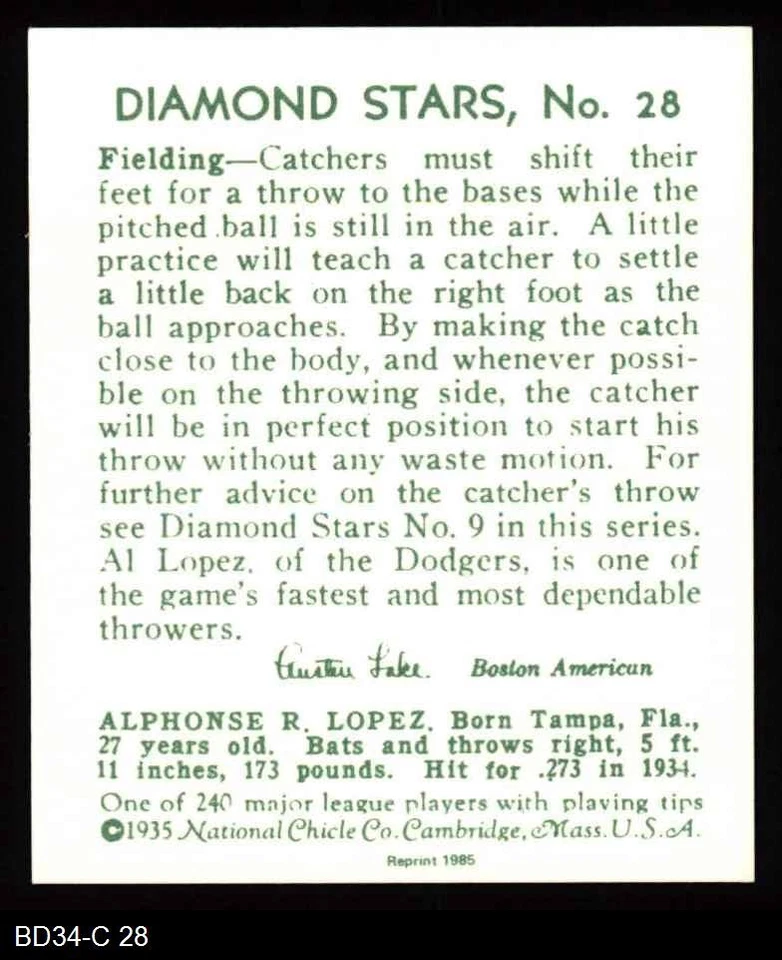 DIAMOND STARS, No. 28
Fielding—Catchers must shift their
feet for a throw to the bases while the
pitched ball is still in the air. A little
practice will teach a catcher to settle
a little back on the right foot as the
ball approaches. By making the catch
close to the body, and whenever possi-
ble on the throwing side, the catcher
will be in perfect position to start his
throw without any waste motion. For
further advice on the catcher's throw
see Diamond Stars No. 9 in this series.
Al Lopez, of the Dodgers, is one of
the game's fastest and most dependable
throwers.
Austen Lake. Boston American
ALPHONSE R. LOPEZ. Born Tampa, Fla.,
27 years old. Bats and throws right, 5 ft.
11 inches, 173 pounds. Hit for .273 in 1934.
One of 240 major league players with playing tips
©1935 National Chicle Co. Cambridge, Mass. U.S.A.
Reprint 1985
BD34-C 28